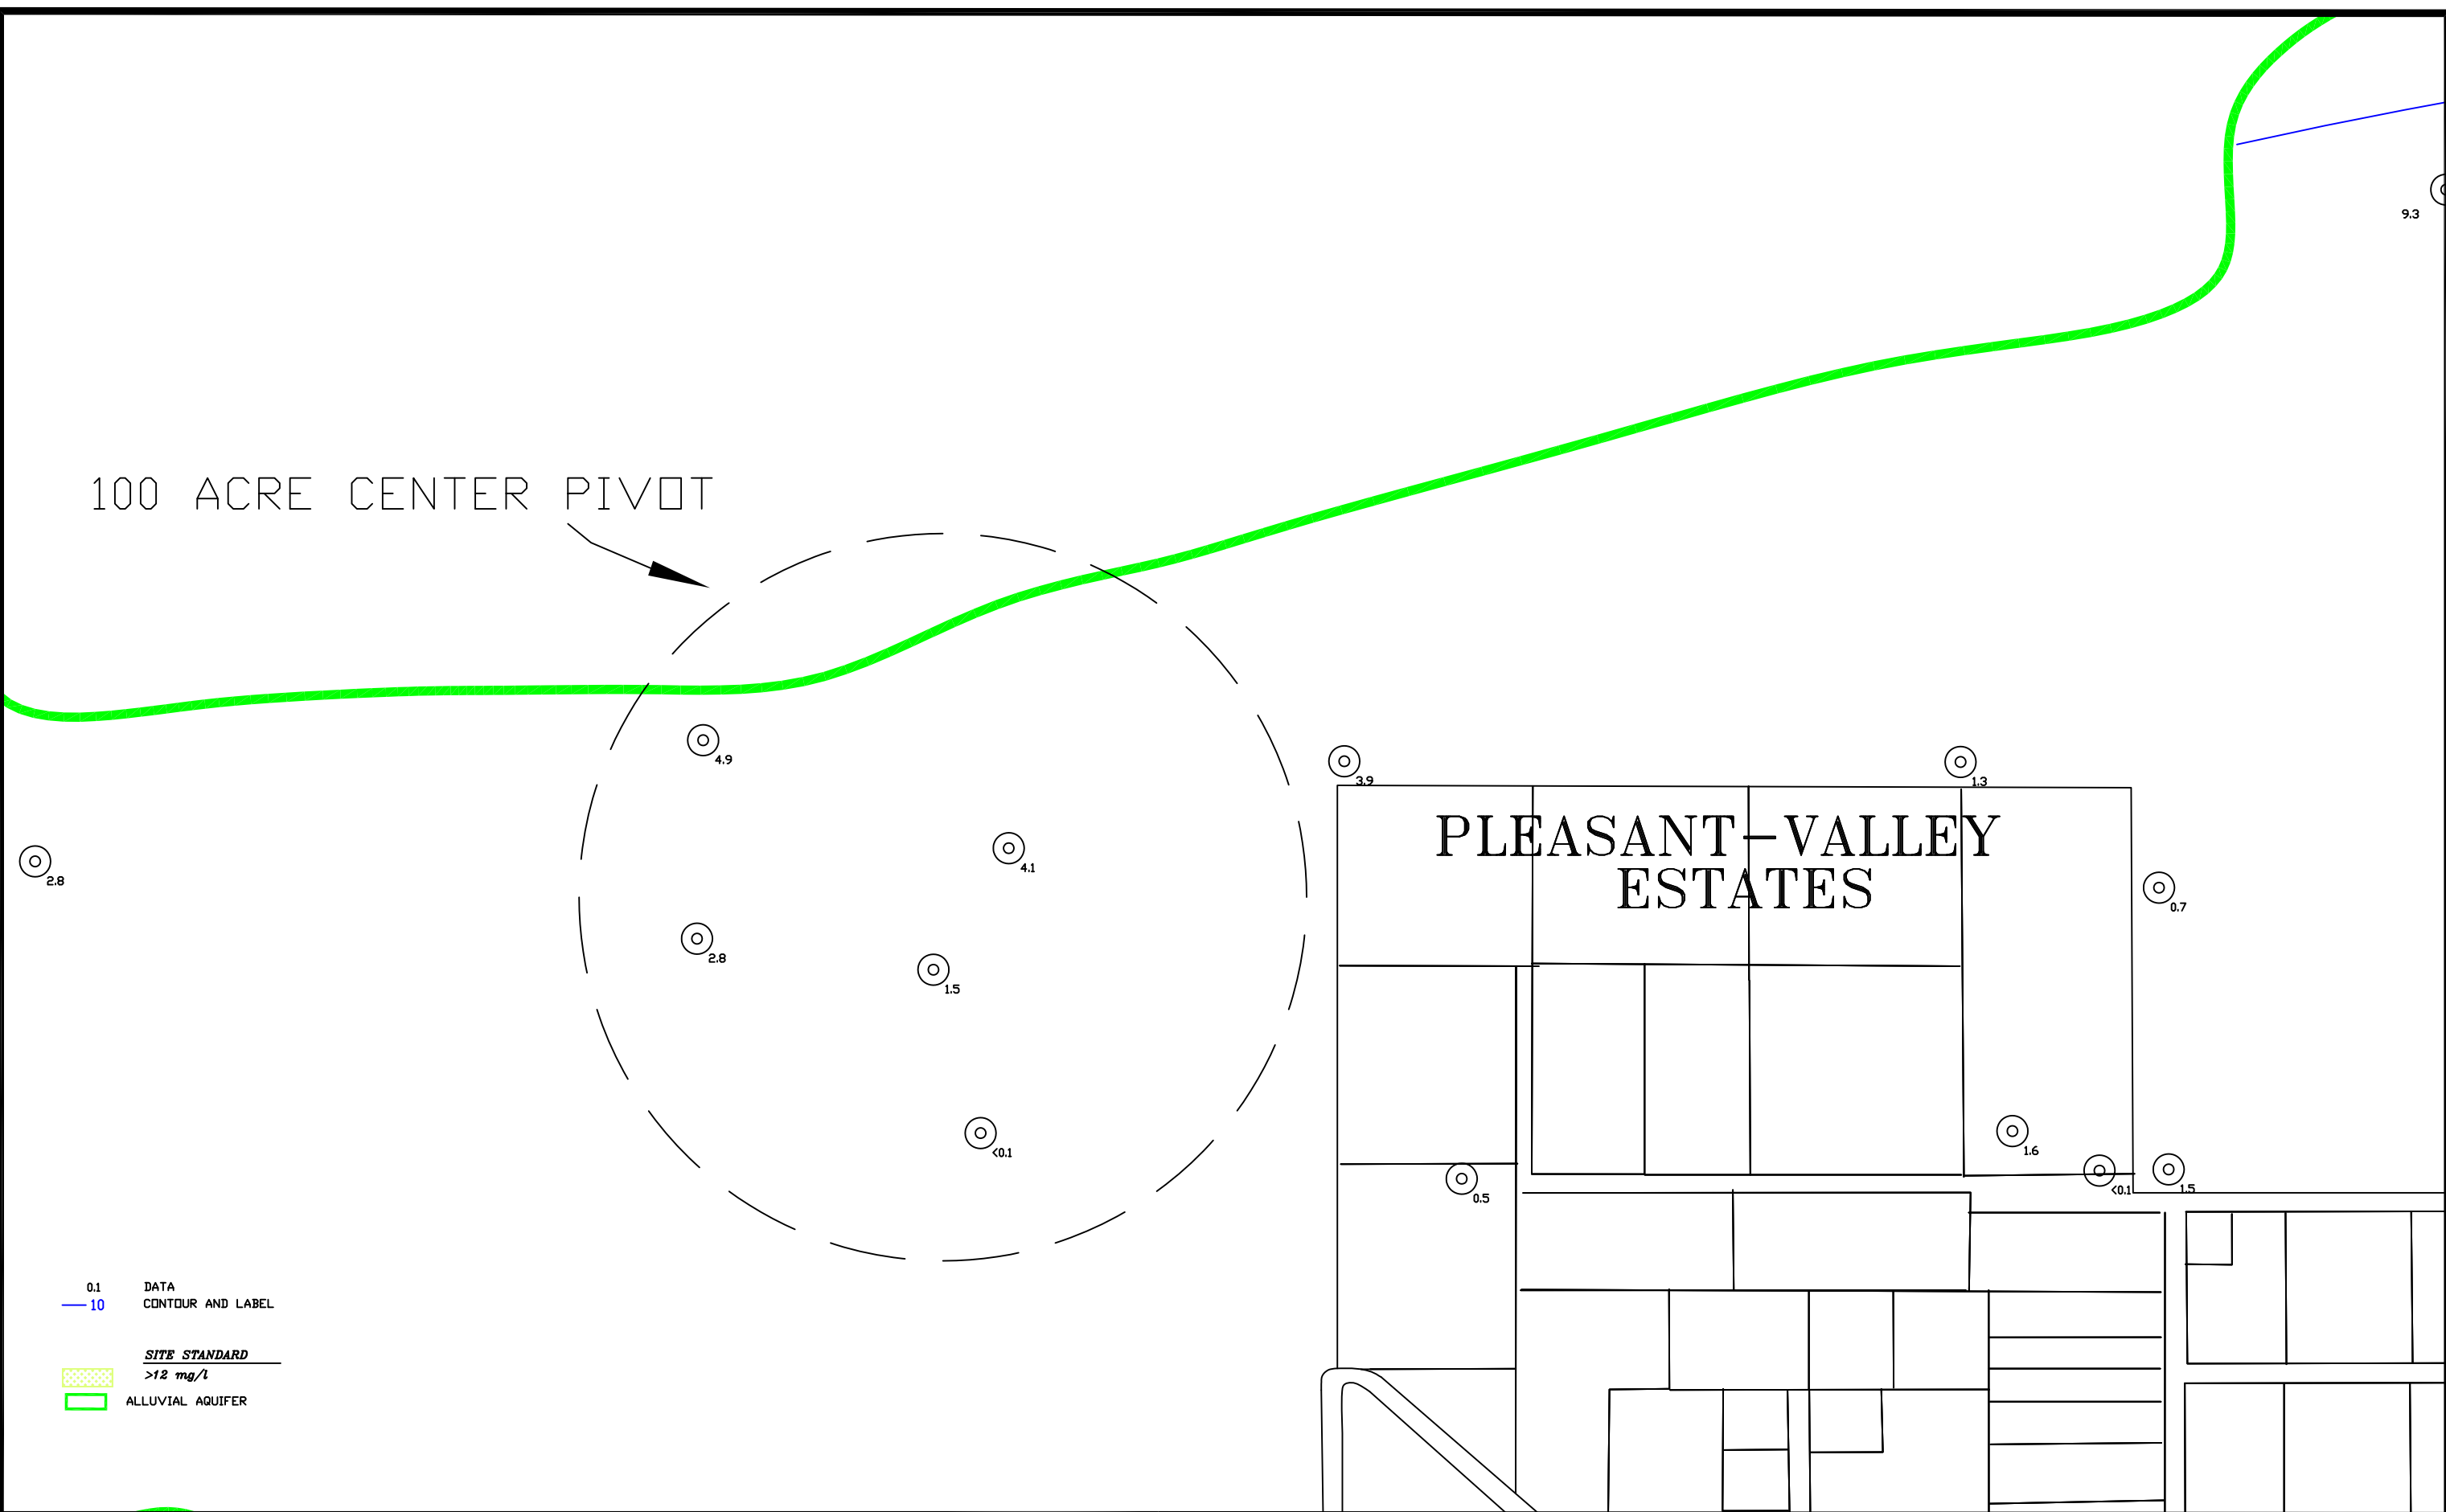 9.3
100 ACRE CENTER PIVOT
4.9
3.9
1.3
PLEASANT-VALLEY
ESTATES
4.1
2.8
0.7
2.8
1.5
<0.1
1.6
0.5
<0.1
1.5
0.1 DATA
10 CONTOUR AND LABEL
SITE STANDARD
>12 mg/l
ALLUVIAL AQUIFER